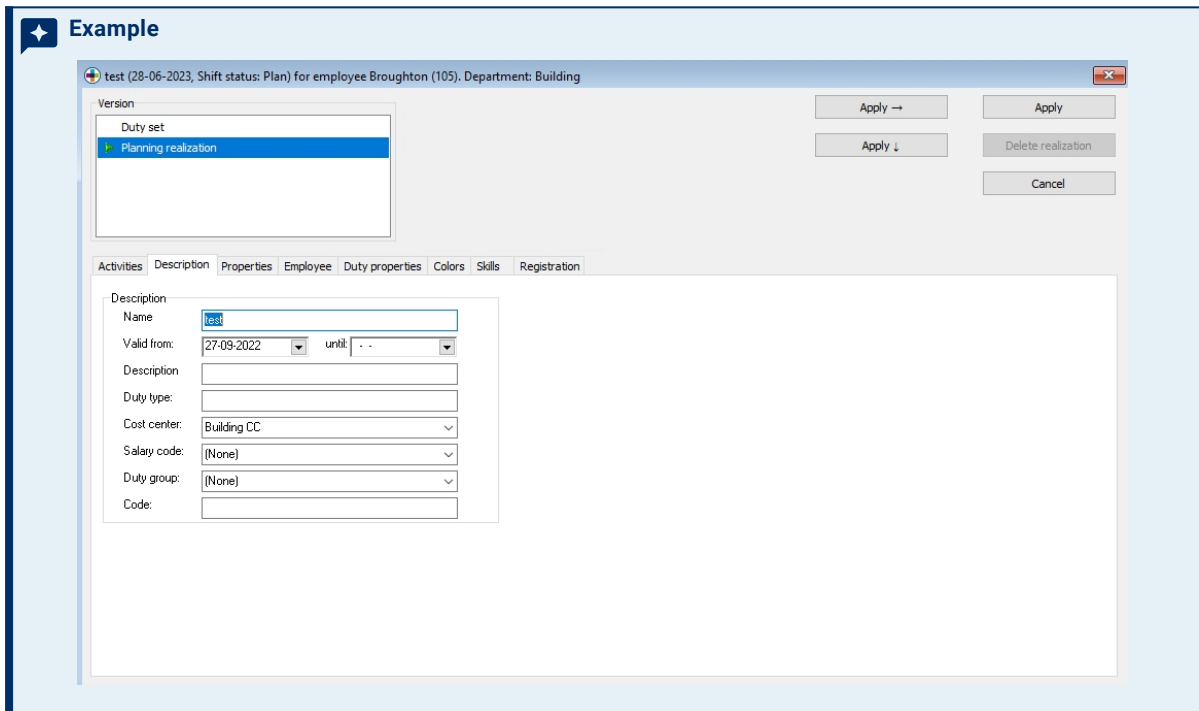 Example
test (28-06-2023, Shift status: Plan) for employee Broughton (105). Department: Building
Version
Duty set
Planning realization
Apply →
Apply
Apply ↓
Delete realization
Cancel
Activities Description Properties Employee Duty properties Colors Skills Registration
Description
Name test
Valid from: 27-09-2022 until: - -
Description
Duty type:
Cost center: Building CC
Salary code: (None)
Duty group: (None)
Code: